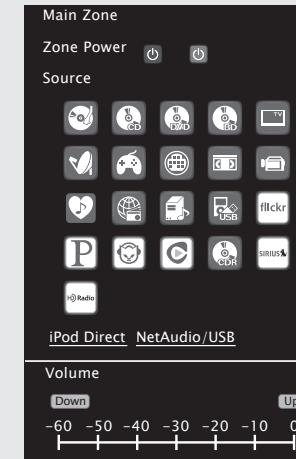 Main Zone
Zone Power
Source
CD DVD BD TV
USB flickr
P CDR SIRIUS
HD Radio
iPod Direct NetAudio/USB
Volume
Down Up
-60 -50 -40 -30 -20 -10 0